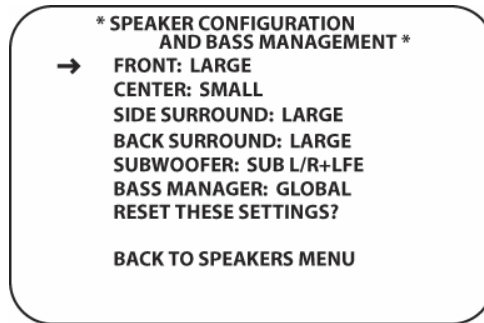 * SPEAKER CONFIGURATION
AND BASS MANAGEMENT *
→ FRONT: LARGE
CENTER: SMALL
SIDE SURROUND: LARGE
BACK SURROUND: LARGE
SUBWOOFER: SUB L/R+LFE
BASS MANAGER: GLOBAL
RESET THESE SETTINGS?
BACK TO SPEAKERS MENU